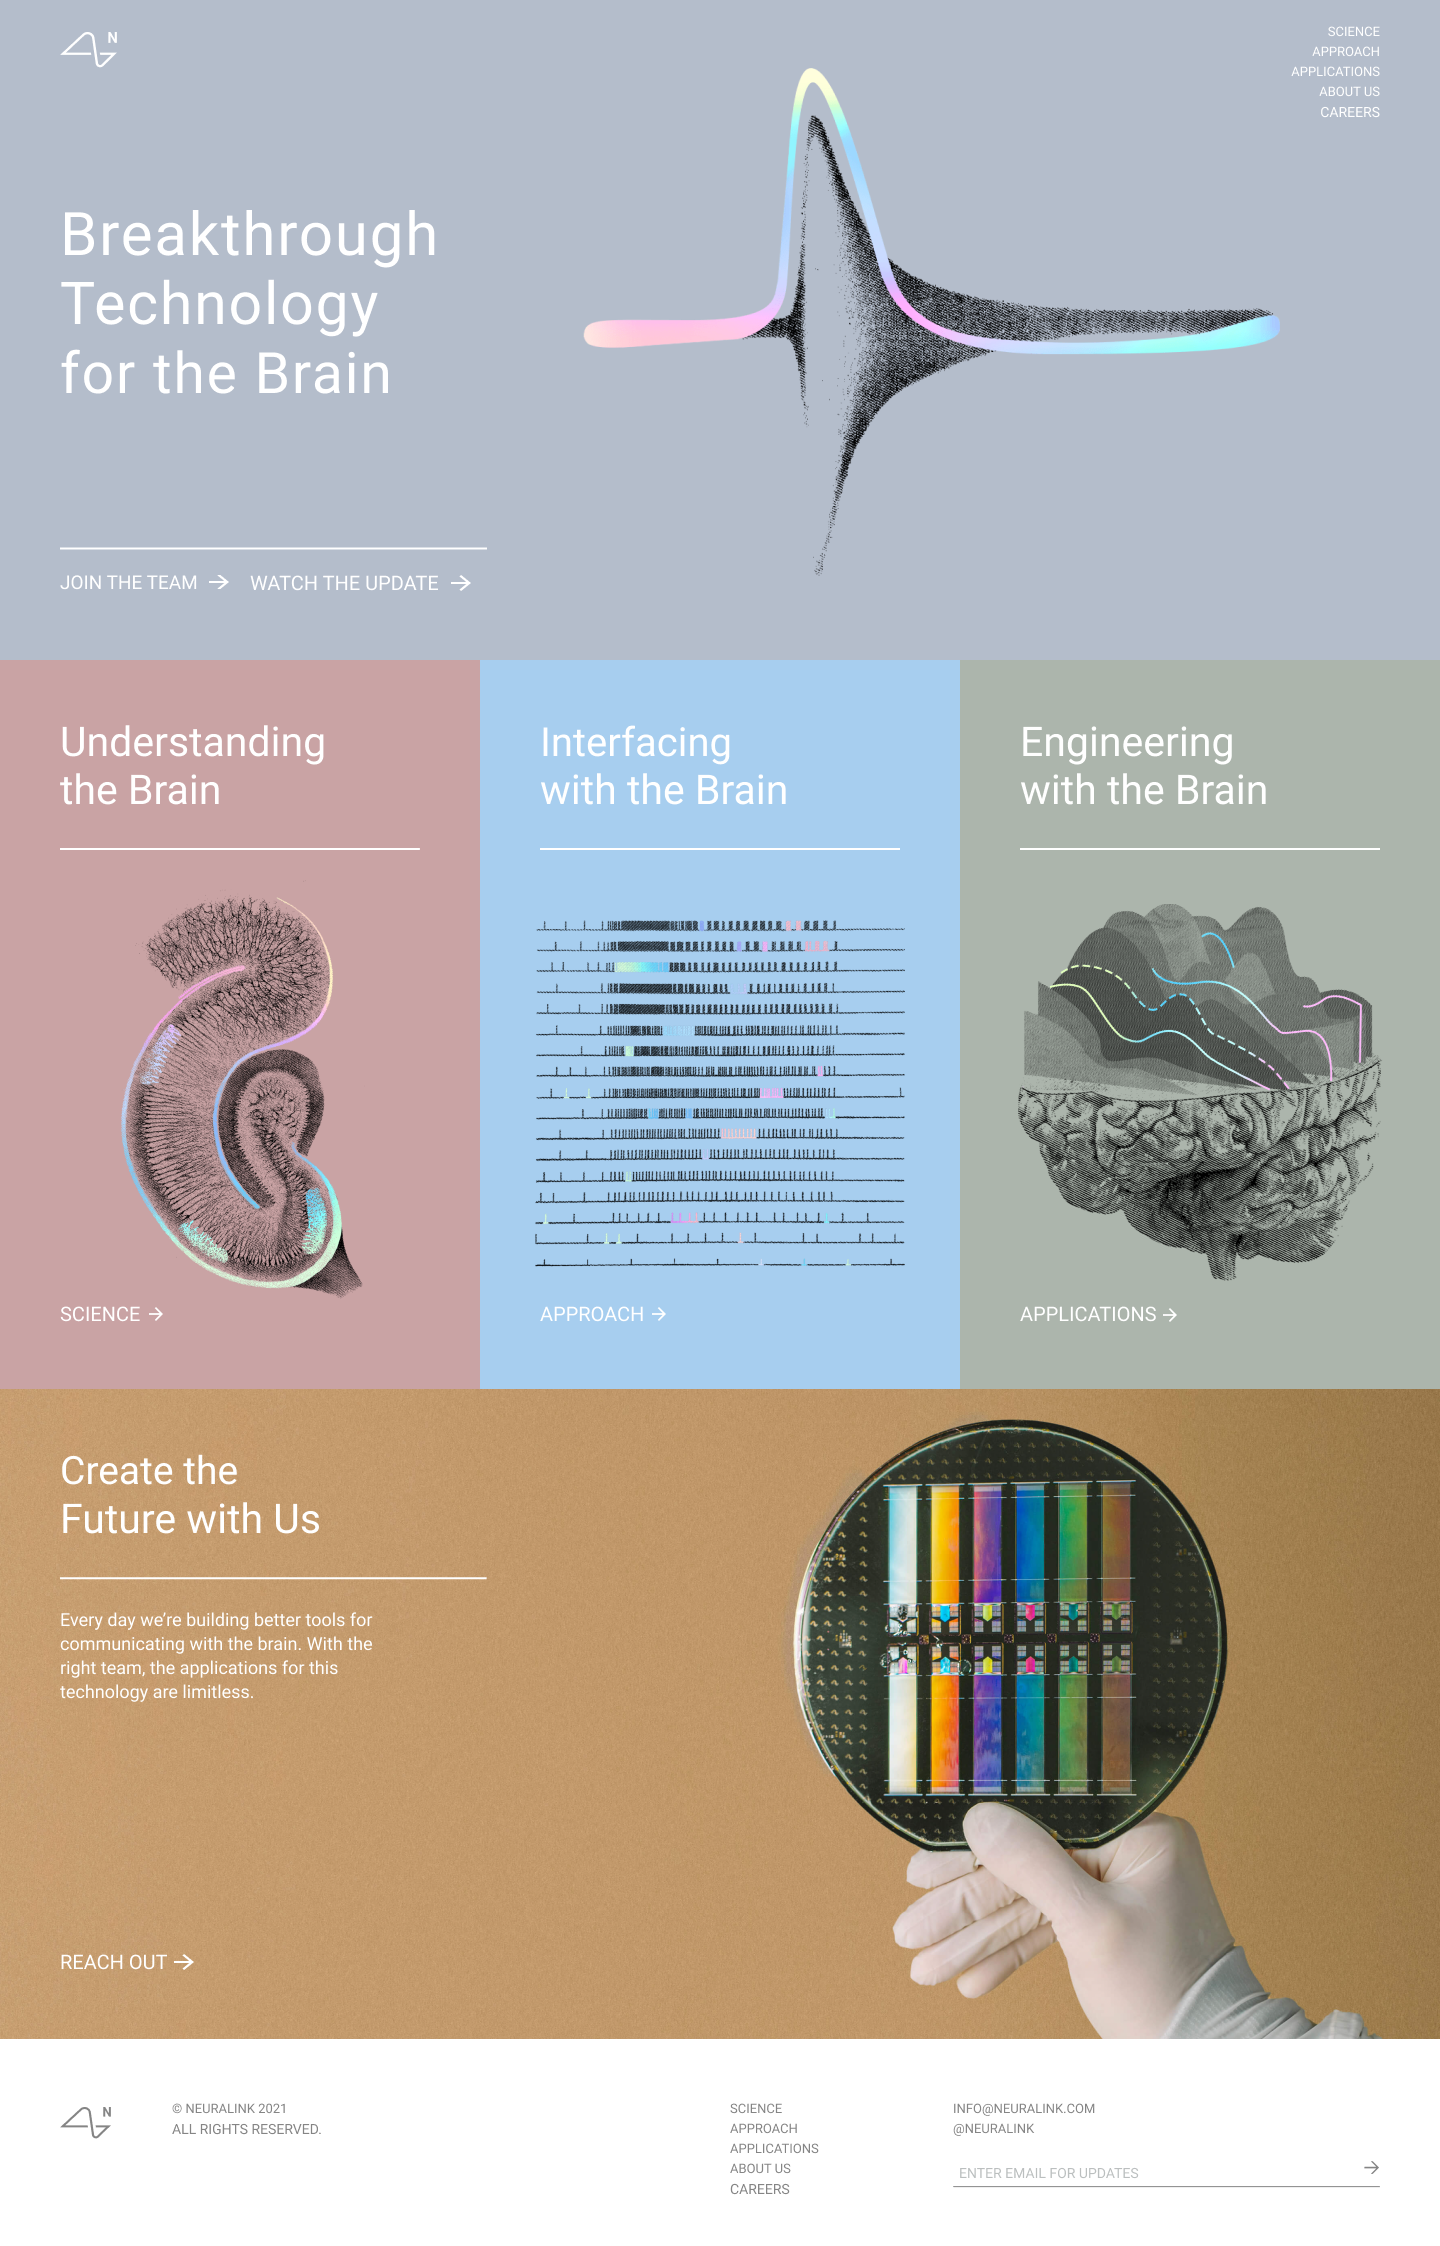 N
SCIENCE
APPROACH
APPLICATIONS
ABOUT US
CAREERS
Breakthrough
Technology
for the Brain
JOIN THE TEAM
WATCH THE UPDATE
Understanding
the Brain
SCIENCE
Interfacing
with the Brain
APPROACH
Engineering
with the Brain
APPLICATIONS
Create the
Future with Us
Every day we’re building better tools for
communicating with the brain. With the
right team, the applications for this
technology are limitless.
REACH OUT
N
© NEURALINK 2021
ALL RIGHTS RESERVED.
SCIENCE
APPROACH
APPLICATIONS
ABOUT US
CAREERS
INFO@NEURALINK.COM
@NEURALINK
ENTER EMAIL FOR UPDATES